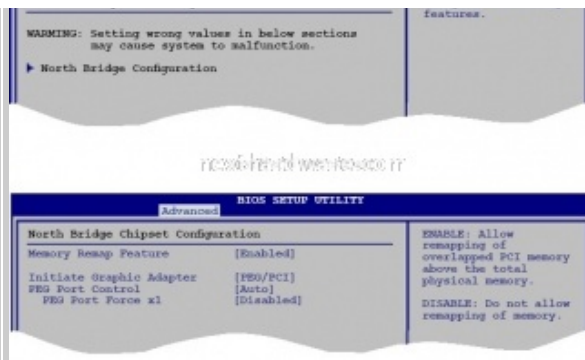 features.
WARNING: Setting wrong values in below sections
may cause system to malfunction.
North Bridge Configuration
BIOS SETUP UTILITY
Advanced
North Bridge Chipset Configuration
Memory Remap Feature [Enabled]
Initiate Graphic Adapter [PEG/PCI]
PEG Port Control [Auto]
PEG Port Force x1 [Disabled]
ENABLE: Allow
remapping of
overlapped PCI memory
above the total
physical memory.
DISABLE: Do not allow
remapping of memory.